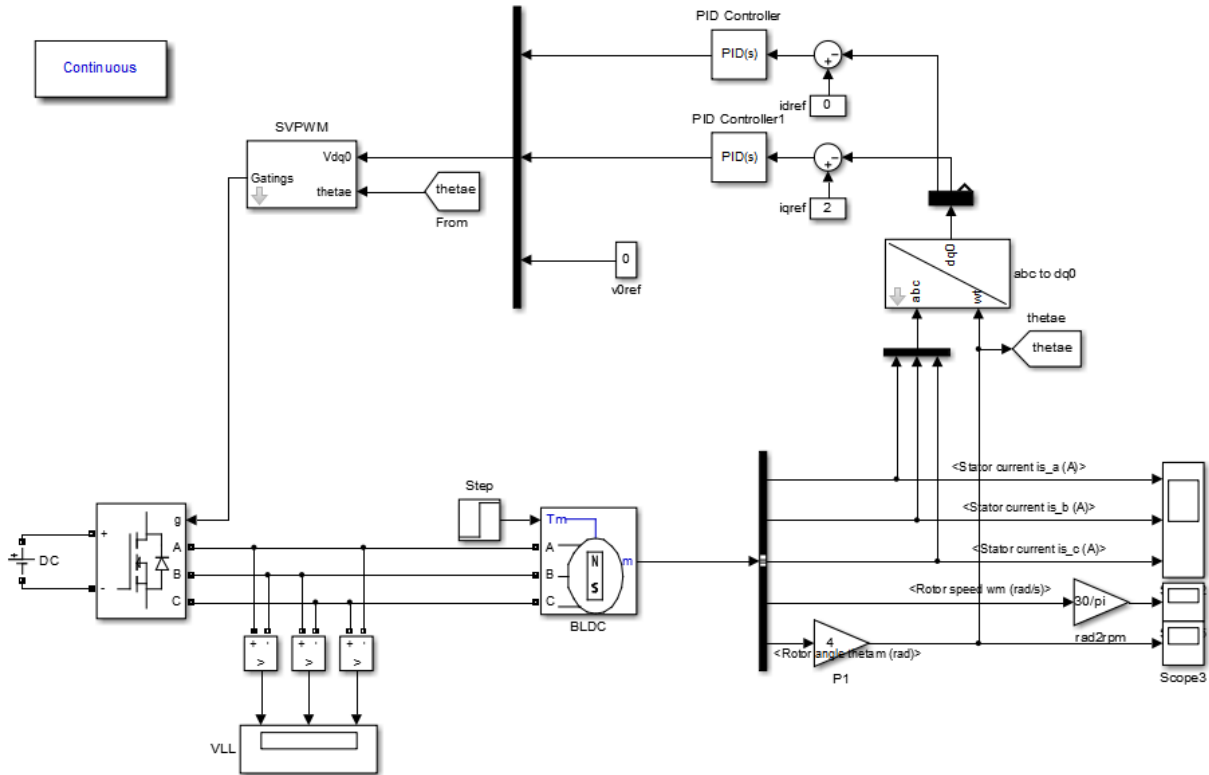 Continuous
PID Controller
PID(s)
idref
0
PID Controller1
PID(s)
iqref
2
SVPWM
Vdq0
Gatings
thetae
thetae
From
0
v0ref
dq0
abc
wt
abc to dq0
thetae
thetae
Step
<Stator current is_a (A)>
<Stator current is_b (A)>
<Stator current is_c (A)>
<Rotor speed wm (rad/s)>
30/pi
rad2rpm
<Rotor angle thetam (rad)>
4
P1
Scope3
DC
+
-
g
A
B
C
Tm
A
B
C
N
S
m
BLDC
+ -
v
+ -
v
+ -
v
VLL